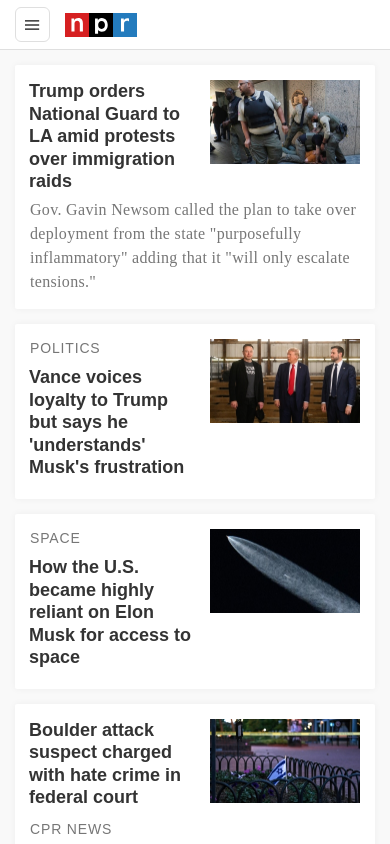 npr
Trump orders
National Guard to
LA amid protests
over immigration
raids
Gov. Gavin Newsom called the plan to take over
deployment from the state "purposefully
inflammatory" adding that it "will only escalate
tensions."
POLITICS
Vance voices
loyalty to Trump
but says he
'understands'
Musk's frustration
SPACE
How the U.S.
became highly
reliant on Elon
Musk for access to
space
Boulder attack
suspect charged
with hate crime in
federal court
CPR NEWS